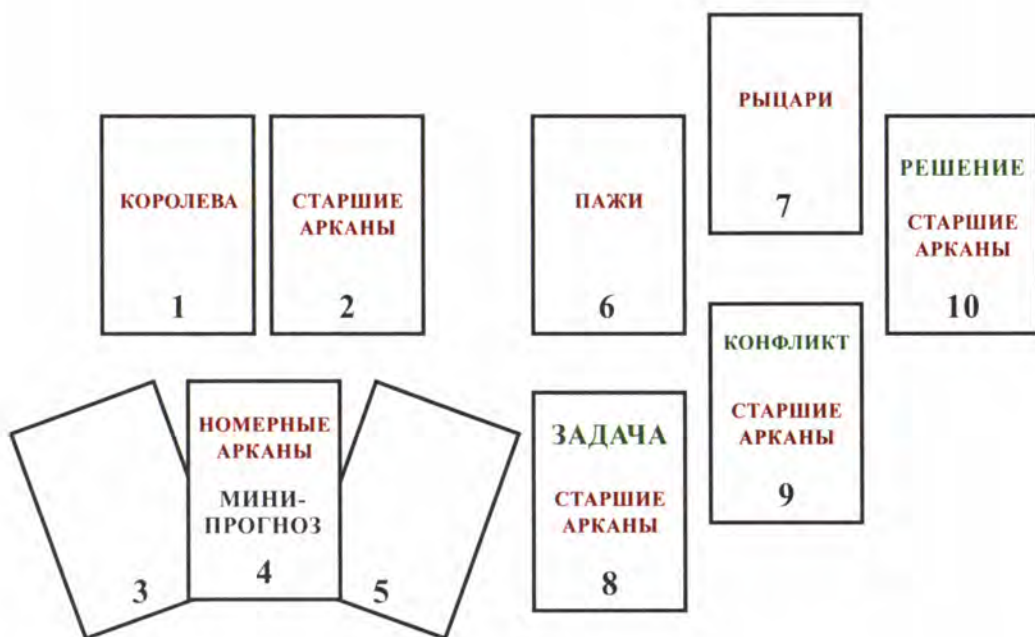 КОРОЛЕВА
1
СТАРШИЕ
АРКАНЫ
2
3
НОМЕРНЫЕ
АРКАНЫ
МИНИ-
ПРОГНОЗ
4
5
ПАЖИ
6
РЫЦАРИ
7
ЗАДАЧА
СТАРШИЕ
АРКАНЫ
8
КОНФЛИКТ
СТАРШИЕ
АРКАНЫ
9
РЕШЕНИЕ
СТАРШИЕ
АРКАНЫ
10